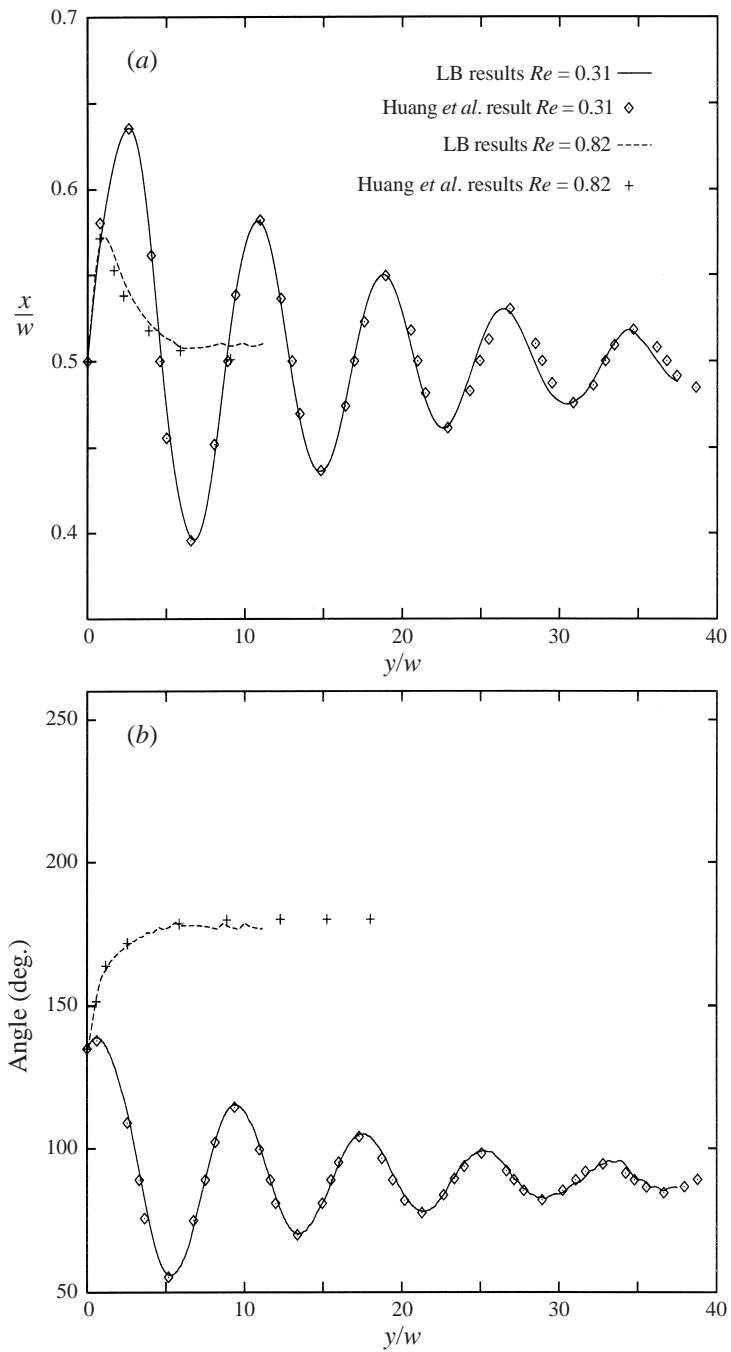 0.7
(a)
LB results Re = 0.31
Huang et al. result Re = 0.31
LB results Re = 0.82
Huang et al. results Re = 0.82
0.6
x
w
0.5
0.4
0 10 20 30 40
y/w
250
(b)
200
Angle (deg.)
150
100
50
0 10 20 30 40
y/w